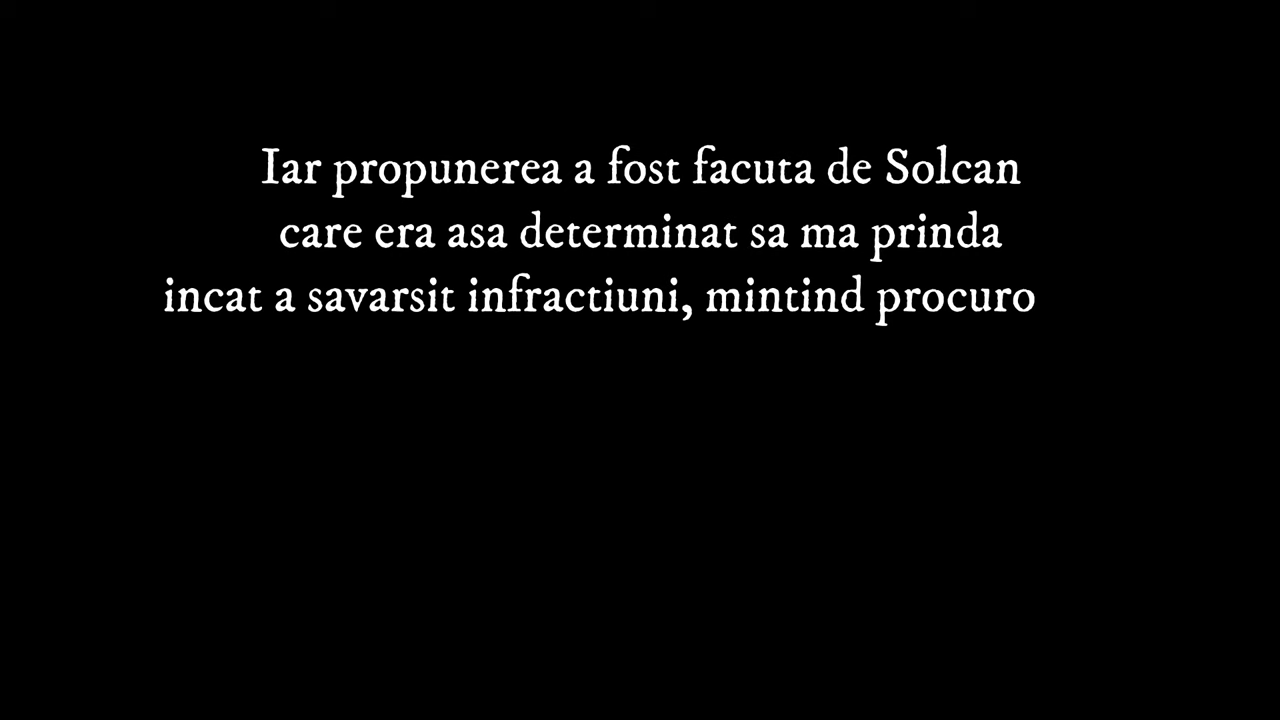 Iar propunerea a fost facuta de Solcan
care era asa determinat sa ma prinda
incat a savarsit infractiuni, mintind procuro